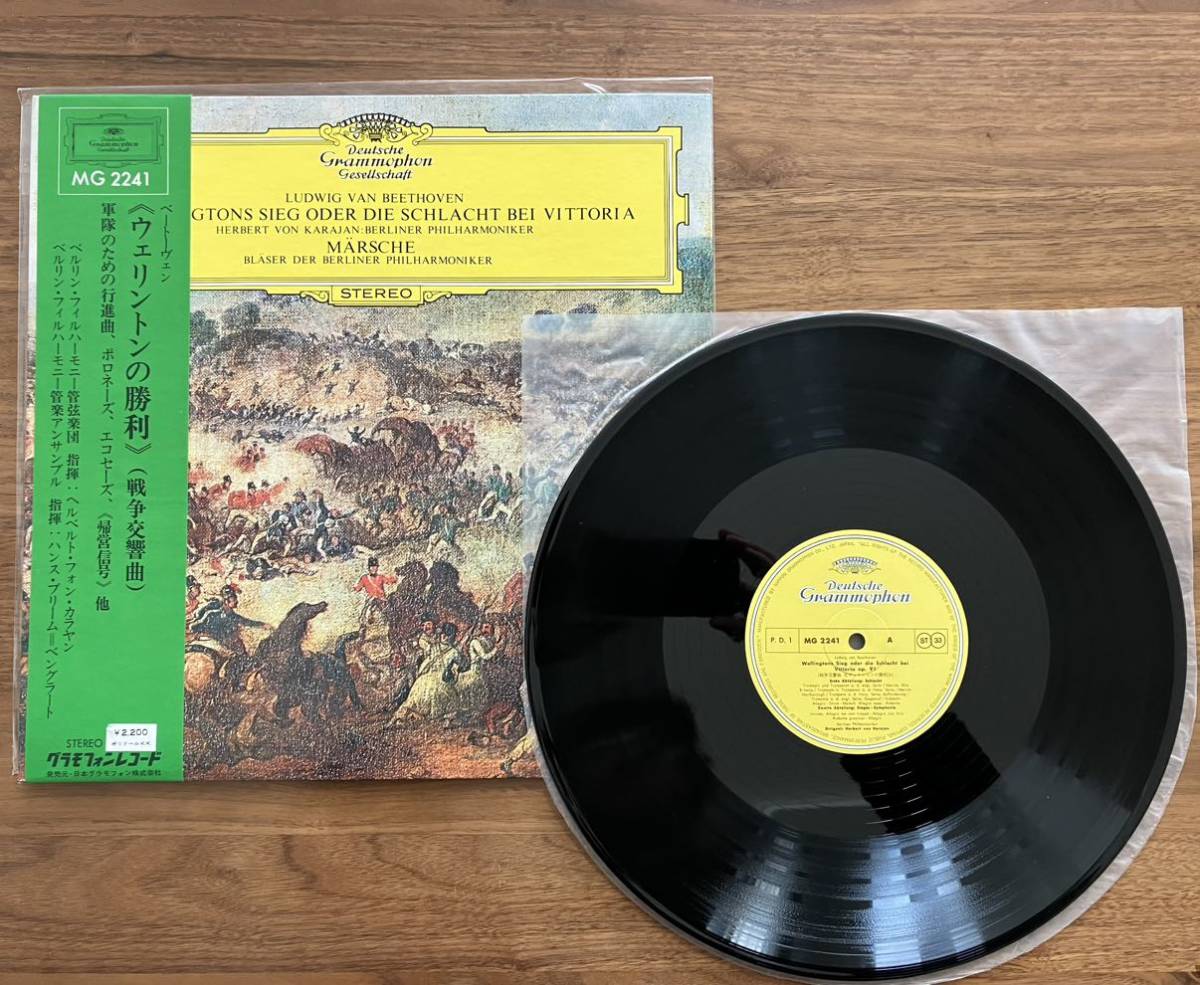 Deutsche
Grammophon
Gesellschaft
MG 2241
ベートーヴェン
《ウェリントンの勝利》(戦争交響曲)
軍隊のための行進曲、ポロネーズ、エコセーズ、《帰営信号》他
ベルリン・フィルハーモニー管弦楽団 指揮:ヘルベルト・フォン・カラヤン
ベルリン・フィルハーモニー管楽アンサンブル 指揮:ハンス・プリーム=ベングラート
STEREO
¥2,200
ポリドールK.K.
グラモフォンレコード
発売元・日本グラモフォン株式会社
Deutsche
Grammophon
Gesellschaft
LUDWIG VAN BEETHOVEN
GTONS SIEG ODER DIE SCHLACHT BEI VITTORIA
HERBERT VON KARAJAN: BERLINER PHILHARMONIKER
MÄRSCHE
BLÄSER DER BERLINER PHILHARMONIKER
STEREO
Deutsche
Grammophon
P.D.1 MG 2241 A ST 33
Ludwig van Beethoven
Wellingtons Sieg oder die Schlacht bei
Vittoria op. 91
Erste Abteilung: Schlacht
Zweite Abteilung: Sieges-Symphonie
Berliner Philharmoniker
Dirigent: Herbert von Karajan